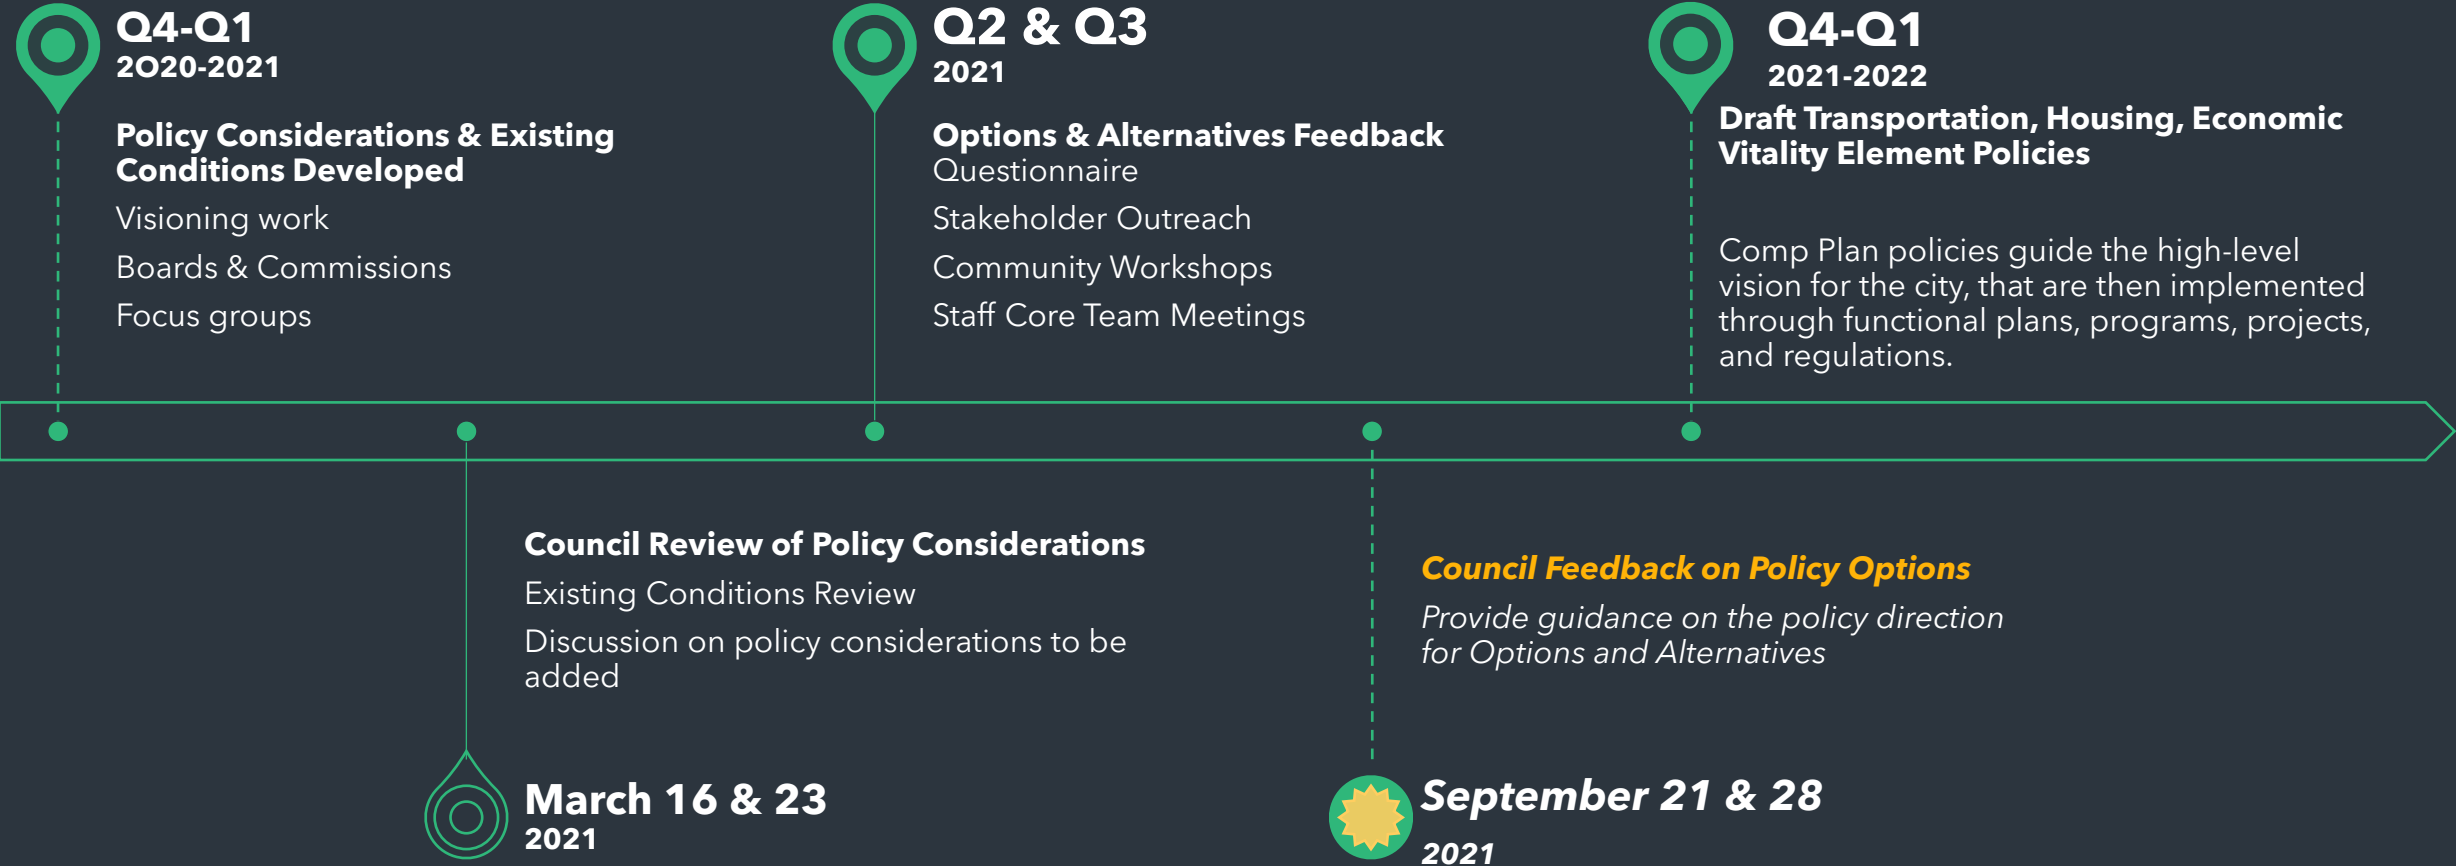 Q4-Q1
2O20-2021
Policy Considerations & Existing
Conditions Developed
Visioning work
Boards & Commissions
Focus groups
Q2 & Q3
2021
Options & Alternatives Feedback
Questionnaire
Stakeholder Outreach
Community Workshops
Staff Core Team Meetings
Q4-Q1
2021-2022
Draft Transportation, Housing, Economic
Vitality Element Policies
Comp Plan policies guide the high-level
vision for the city, that are then implemented
through functional plans, programs, projects,
and regulations.
Council Review of Policy Considerations
Existing Conditions Review
Discussion on policy considerations to be
added
March 16 & 23
2021
Council Feedback on Policy Options
Provide guidance on the policy direction
for Options and Alternatives
September 21 & 28
2021